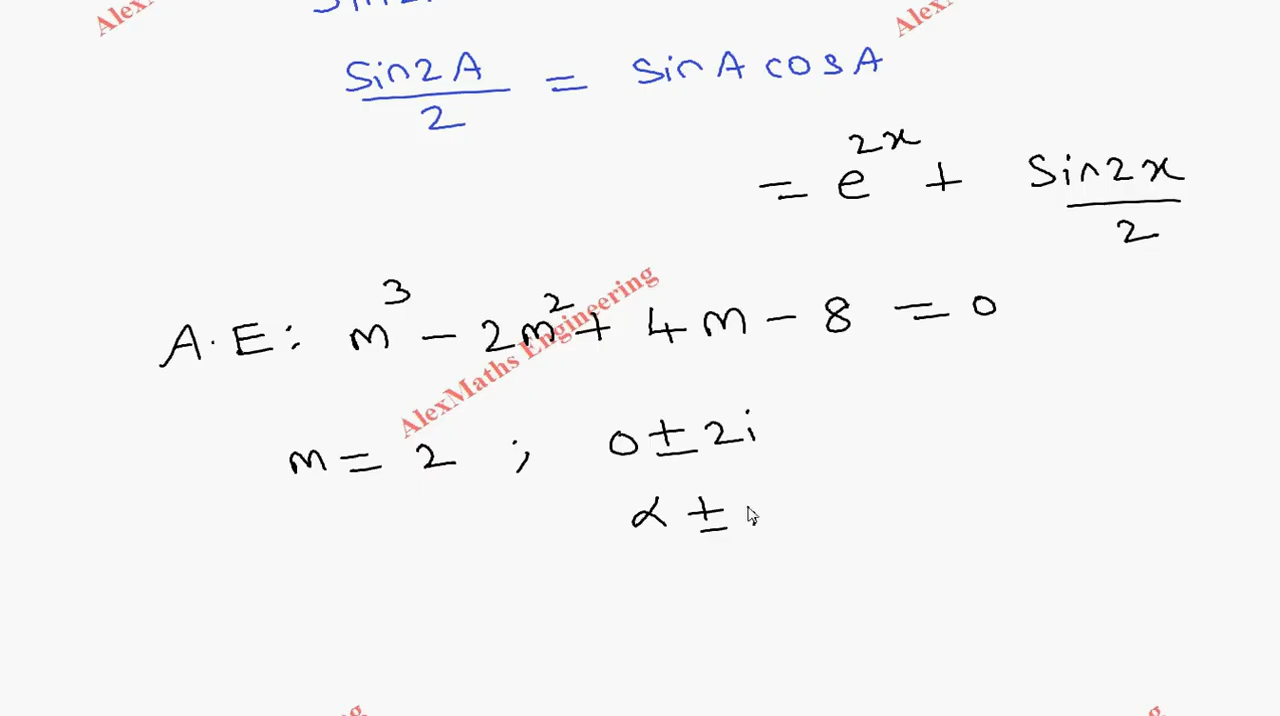 Sin2A/2 = sinA cosA
= e^2x + Sin2x/2
A.E: m^3 - 2m^2 + 4m - 8 = 0
m = 2 ; 0 ± 2i
α ±
AlexMaths Engineering